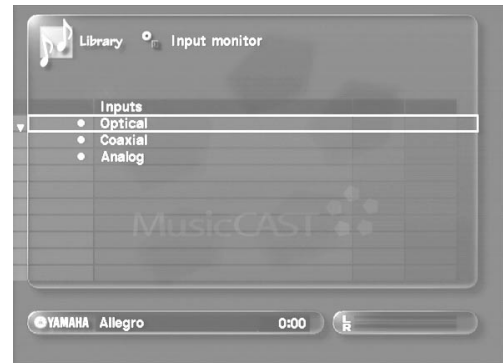 Library Input monitor
Inputs
Optical
Coaxial
Analog
MusicCAST
YAMAHA Allegro 0:00 L
R